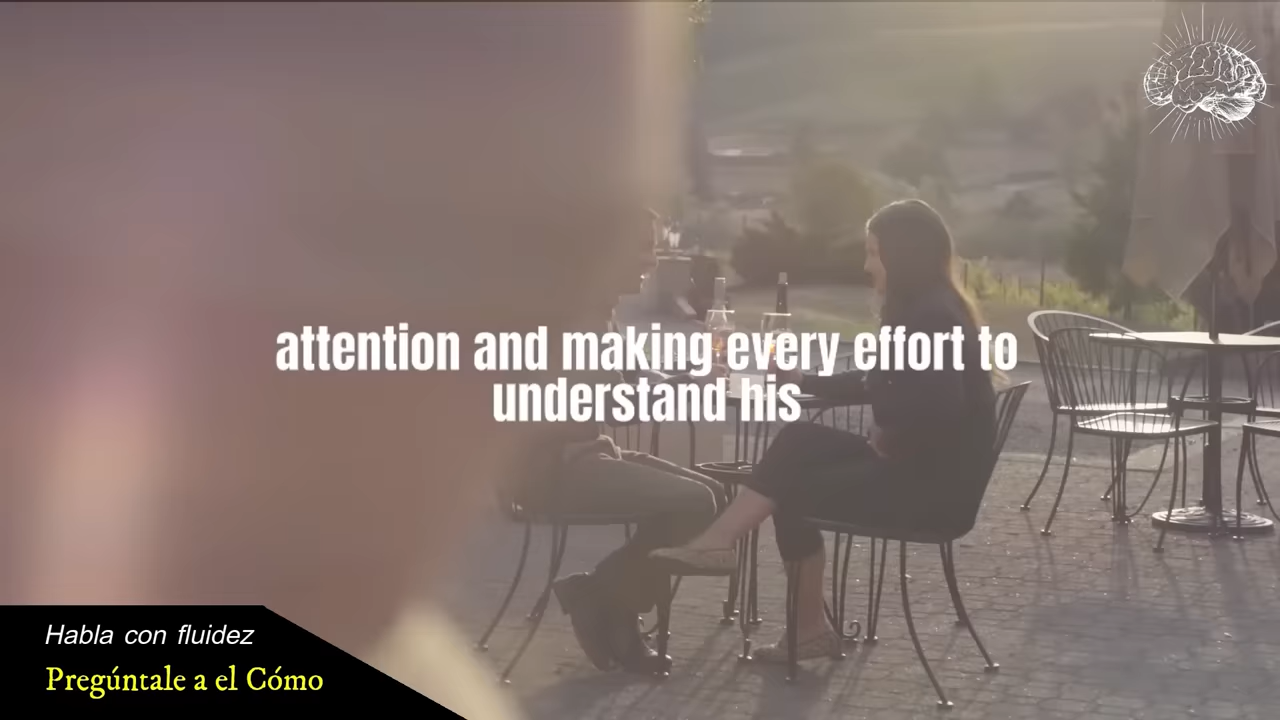 attention and making every effort to
understand his
Habla con fluidez
Pregúntale a el Cómo